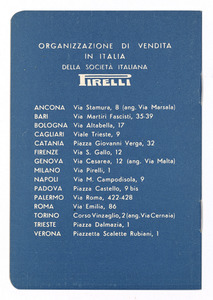 ORGANIZZAZIONE DI VENDITA
IN ITALIA
DELLA SOCIETÀ ITALIANA
PIRELLI
ANCONA Via Stamura, 8 (ang. Via Marsala)
BARI Via Martiri Fascisti, 35-39
BOLOGNA Via Altabella, 17
CAGLIARI Viale Trieste, 9
CATANIA Piazza Giovanni Verga, 32
FIRENZE Via S. Gallo, 12
GENOVA Via Cesarea, 12 (ang. Via Malta)
MILANO Via Pirelli, 1
NAPOLI Via M. Campodisola, 9
PADOVA Piazza Castello, 9 bis
PALERMO Via Roma, 422-428
ROMA Via Emilia, 86
TORINO Corso Vinzaglio, 2 (ang. Via Cernaia)
TRIESTE Piazza Dalmazia, 1
VERONA Piazzetta Scalette Rubiani, 1